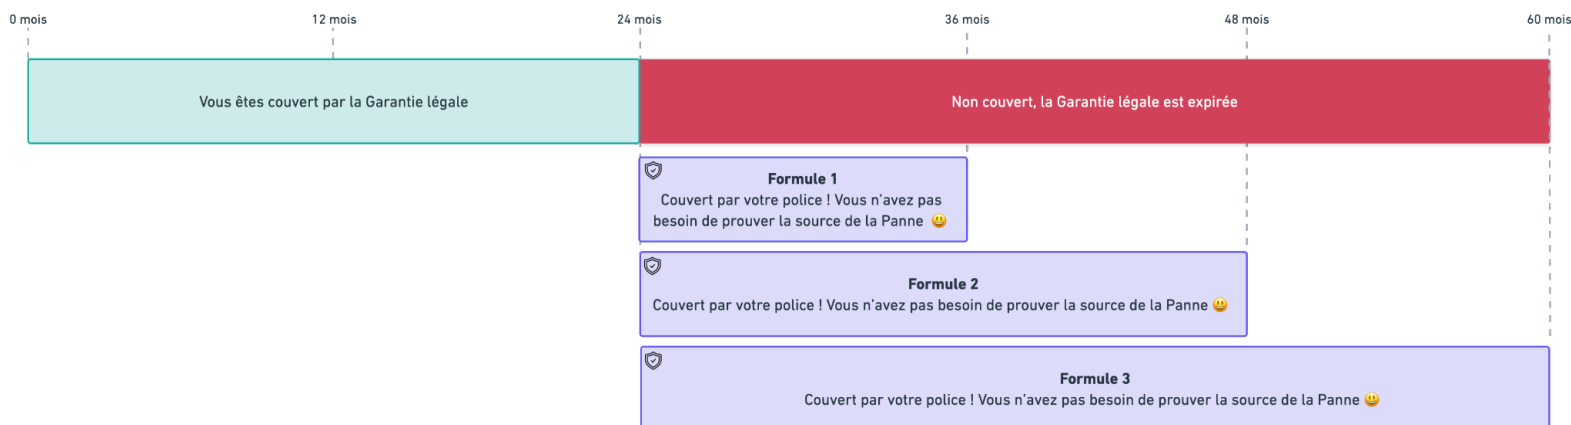 0 mois
12 mois
24 mois
36 mois
48 mois
60 mois
Vous êtes couvert par la Garantie légale
Non couvert, la Garantie légale est expirée
Formule 1
Couvert par votre police ! Vous n’avez pas
besoin de prouver la source de la Panne 😃
Formule 2
Couvert par votre police ! Vous n’avez pas besoin de prouver la source de la Panne 😃
Formule 3
Couvert par votre police ! Vous n’avez pas besoin de prouver la source de la Panne 😃